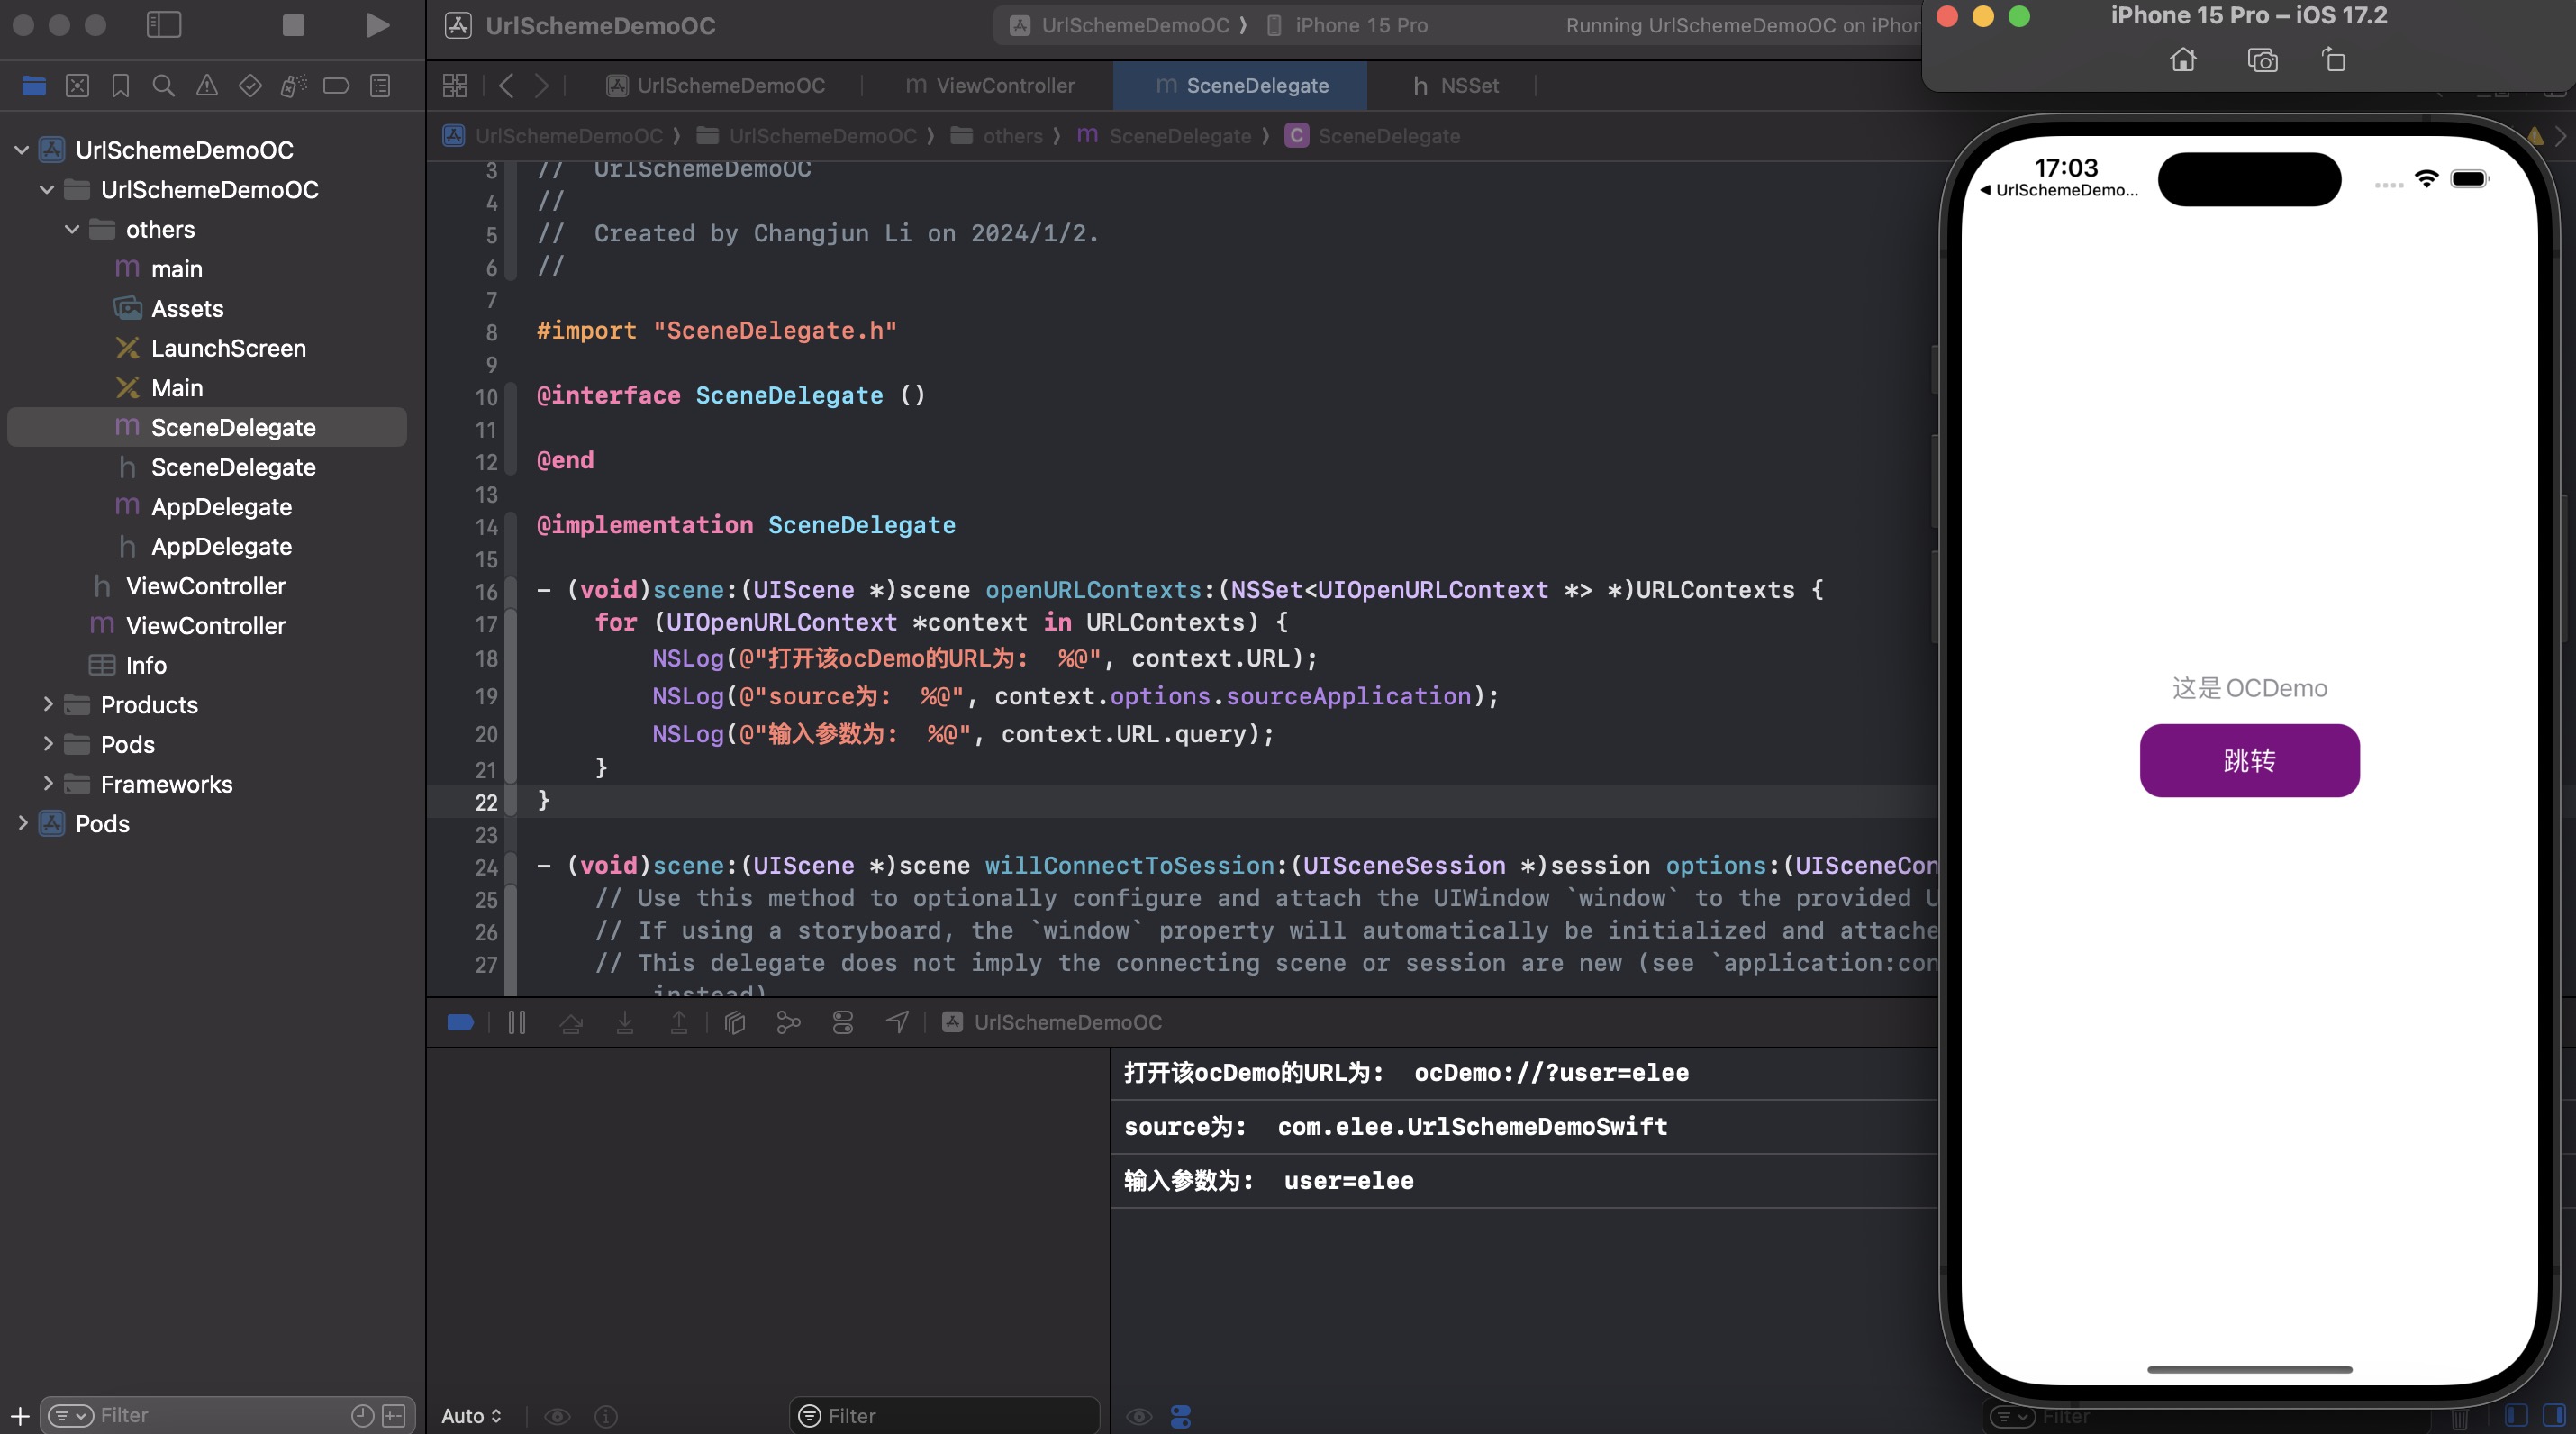 UrlSchemeDemoOC
UrlSchemeDemoOC ⟩ iPhone 15 Pro
Running UrlSchemeDemoOC on
iPhone 15 Pro – iOS 17.2
UrlSchemeDemoOC
m ViewController
m SceneDelegate
h NSSet
UrlSchemeDemoOC ⟩ UrlSchemeDemoOC ⟩ others ⟩ m SceneDelegate ⟩ C SceneDelegate
UrlSchemeDemoOC
UrlSchemeDemoOC
others
m main
Assets
LaunchScreen
Main
m SceneDelegate
h SceneDelegate
m AppDelegate
h AppDelegate
h ViewController
m ViewController
Info
Products
Pods
Frameworks
Pods
Filter
3 // UrlSchemeDemoOC
4 //
5 // Created by Changjun Li on 2024/1/2.
6 //
7
8 #import "SceneDelegate.h"
9
10 @interface SceneDelegate ()
11
12 @end
13
14 @implementation SceneDelegate
15
16 - (void)scene:(UIScene *)scene openURLContexts:(NSSet<UIOpenURLContext *> *)URLContexts {
17 for (UIOpenURLContext *context in URLContexts) {
18 NSLog(@"打开该ocDemo的URL为： %@", context.URL);
19 NSLog(@"source为： %@", context.options.sourceApplication);
20 NSLog(@"输入参数为： %@", context.URL.query);
21 }
22 }
23
24 - (void)scene:(UIScene *)scene willConnectToSession:(UISceneSession *)session options:(UISceneCon
25 // Use this method to optionally configure and attach the UIWindow `window` to the provided U
26 // If using a storyboard, the `window` property will automatically be initialized and attache
27 // This delegate does not imply the connecting scene or session are new (see `application:con
instead)
UrlSchemeDemoOC
打开该ocDemo的URL为： ocDemo://?user=elee
source为： com.elee.UrlSchemeDemoSwift
输入参数为： user=elee
Auto
Filter
Filter
17:03
◀ UrlSchemeDemo...
这是OCDemo
跳转